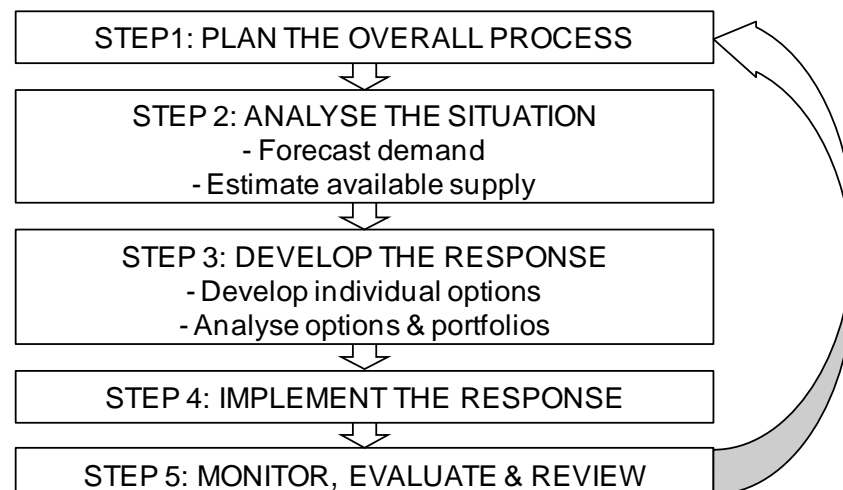 STEP1: PLAN THE OVERALL PROCESS
STEP 2: ANALYSE THE SITUATION
- Forecast demand
- Estimate available supply
STEP 3: DEVELOP THE RESPONSE
- Develop individual options
- Analyse options & portfolios
STEP 4: IMPLEMENT THE RESPONSE
STEP 5: MONITOR, EVALUATE & REVIEW